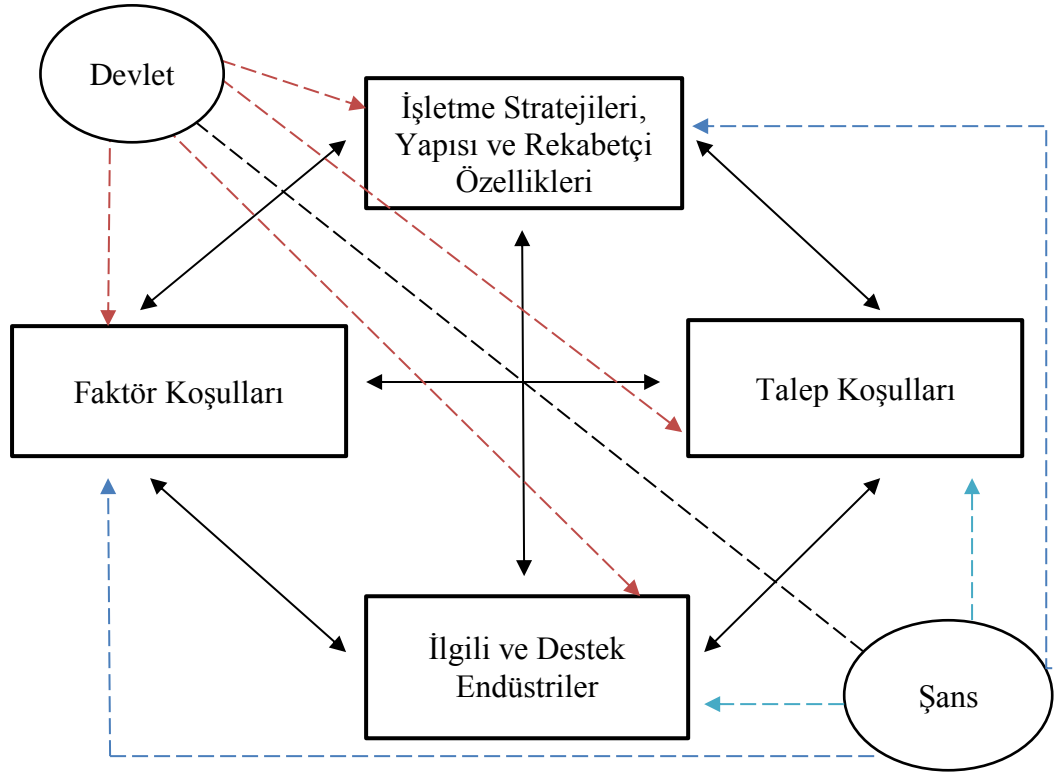 Devlet
İşletme Stratejileri,
Yapısı ve Rekabetçi
Özellikleri
Faktör Koşulları
Talep Koşulları
İlgili ve Destek
Endüstriler
Şans